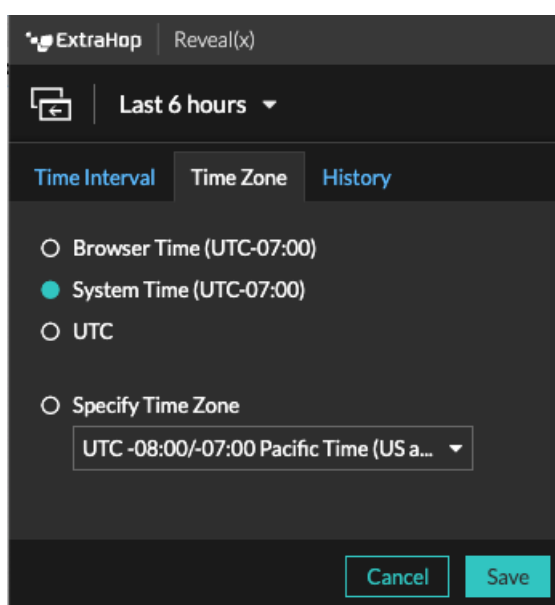 ExtraHop Reveal(x)
Last 6 hours
Time Interval Time Zone History
Browser Time (UTC-07:00)
System Time (UTC-07:00)
UTC
Specify Time Zone
UTC -08:00/-07:00 Pacific Time (US a...
Cancel Save